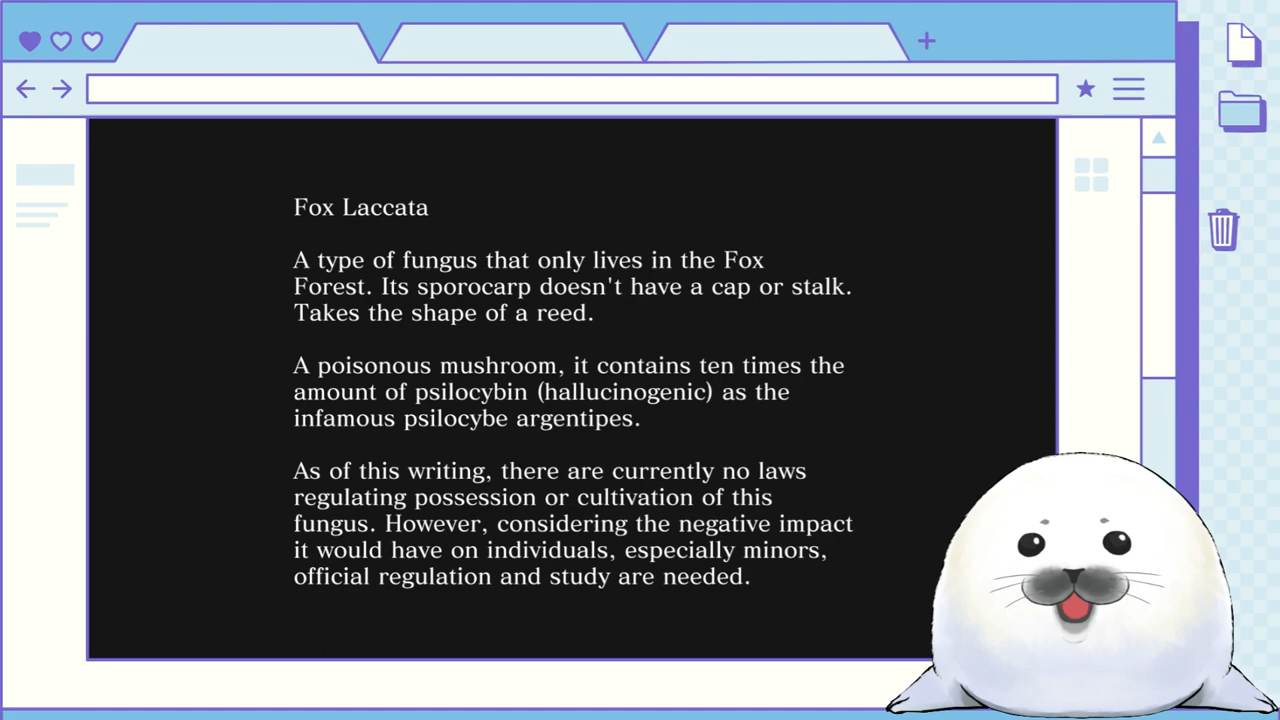 Fox Laccata
A type of fungus that only lives in the Fox
Forest. Its sporocarp doesn't have a cap or stalk.
Takes the shape of a reed.
A poisonous mushroom, it contains ten times the
amount of psilocybin (hallucinogenic) as the
infamous psilocybe argentipes.
As of this writing, there are currently no laws
regulating possession or cultivation of this
fungus. However, considering the negative impact
it would have on individuals, especially minors,
official regulation and study are needed.